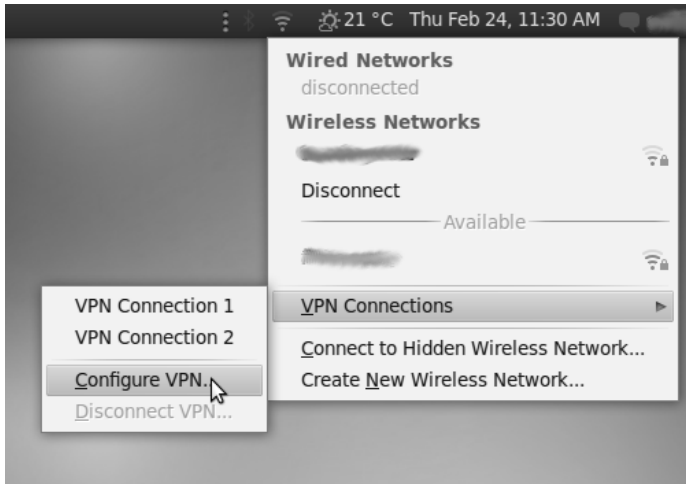 21 °C Thu Feb 24, 11:30 AM
Wired Networks
disconnected
Wireless Networks
Disconnect
Available
VPN Connections
Connect to Hidden Wireless Network...
Create New Wireless Network...
VPN Connection 1
VPN Connection 2
Configure VPN...
Disconnect VPN...